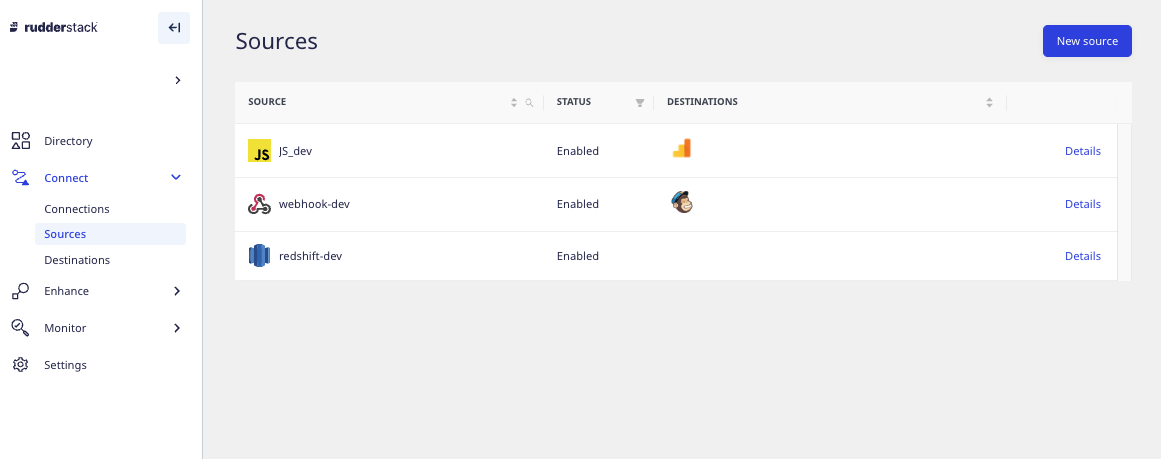 rudderstack
Directory
Connect
Connections
Sources
Destinations
Enhance
Monitor
Settings
Sources
New source
SOURCE STATUS DESTINATIONS
JS JS_dev Enabled Details
webhook-dev Enabled Details
redshift-dev Enabled Details